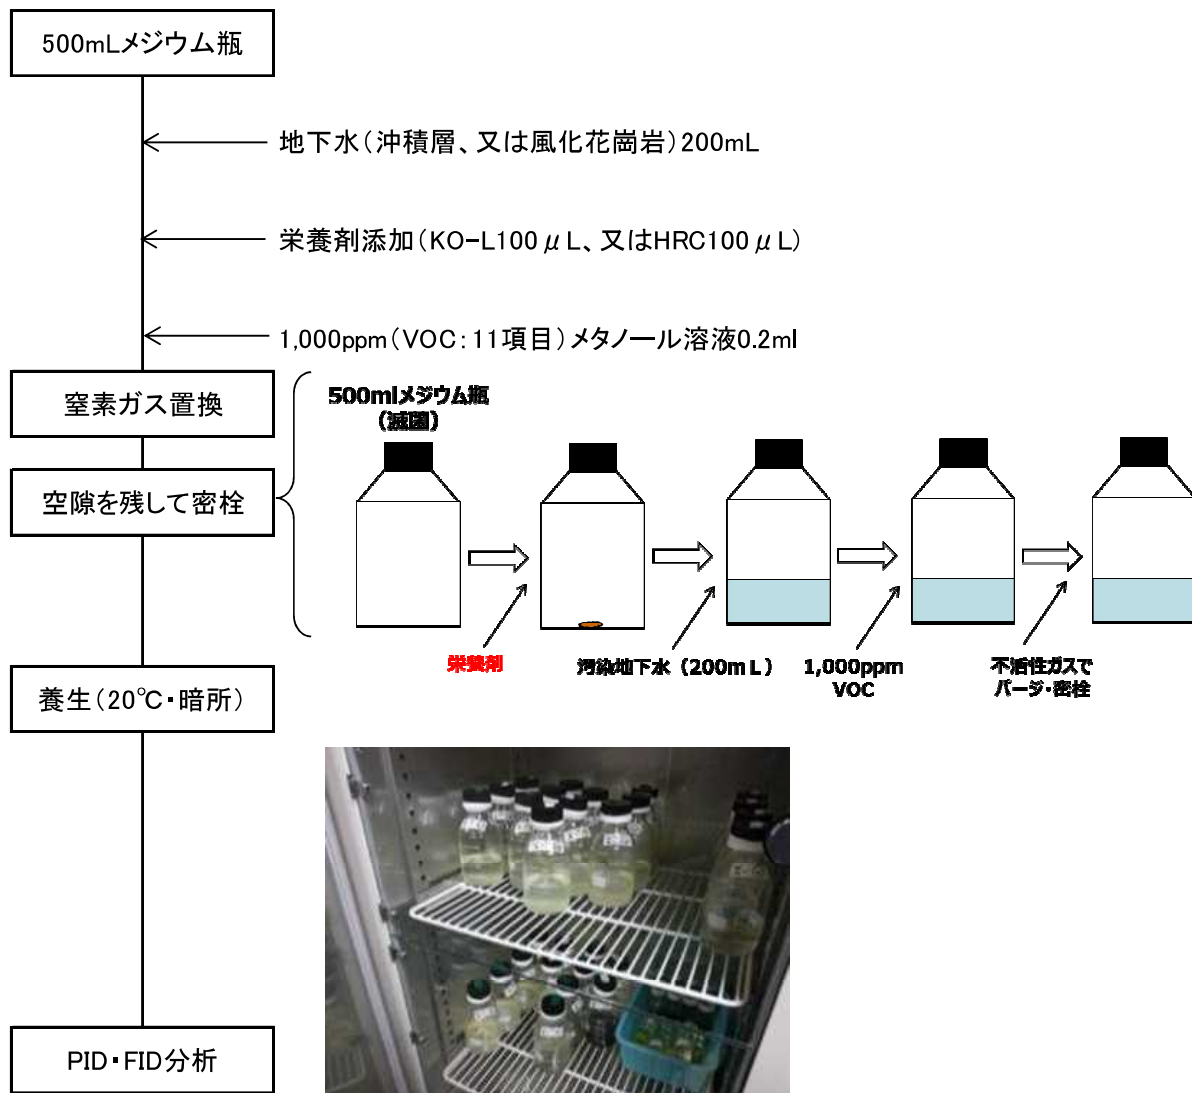 500mLメジウム瓶
地下水（沖積層、又は風化花崗岩）200mL
栄養剤添加（KO-L100μL、又はHRC100μL）
1,000ppm（VOC：11項目）メタノール溶液0.2ml
窒素ガス置換
空隙を残して密栓
500mlメジウム瓶
（滅菌）
栄養剤
汚染地下水（200mL）
1,000ppm
VOC
不活性ガスで
パージ・密栓
養生（20℃・暗所）
PID・FID分析